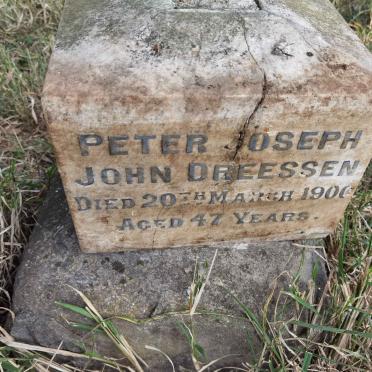 PETER JOSEPH
JOHN DREESSEN
DIED 20TH MARCH 1900
AGED 47 YEARS.